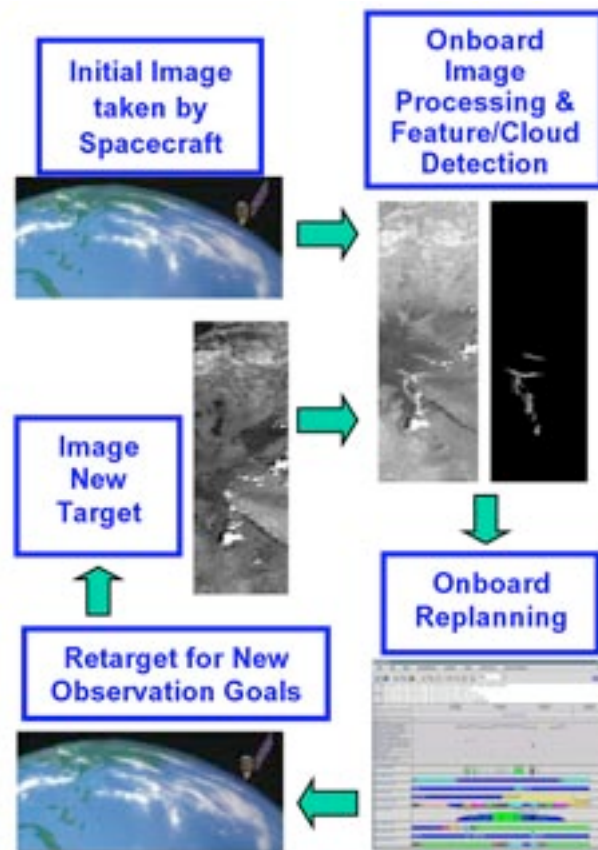 Initial Image
taken by
Spacecraft
Onboard
Image
Processing &
Feature/Cloud
Detection
Image
New
Target
Onboard
Replanning
Retarget for New
Observation Goals